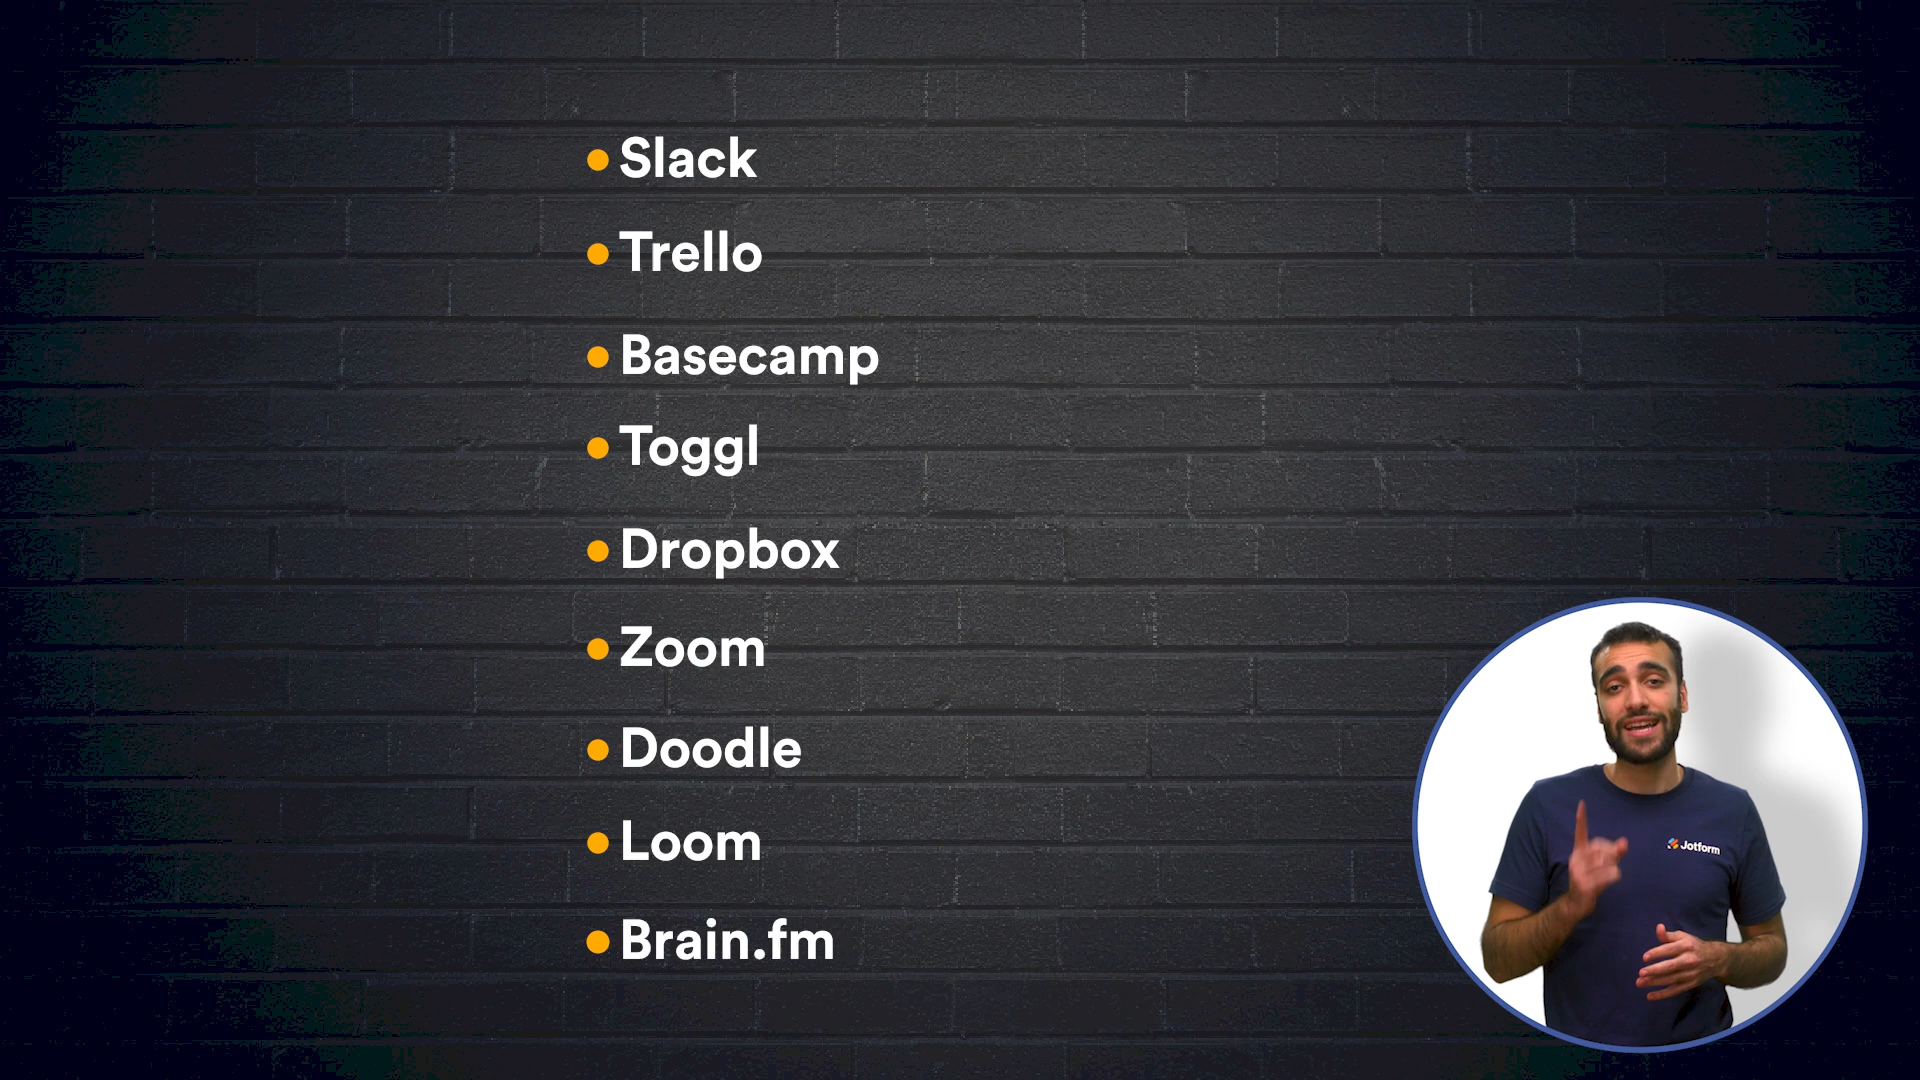 Slack
Trello
Basecamp
Toggl
Dropbox
Zoom
Doodle
Loom
Brain.fm
Jotform